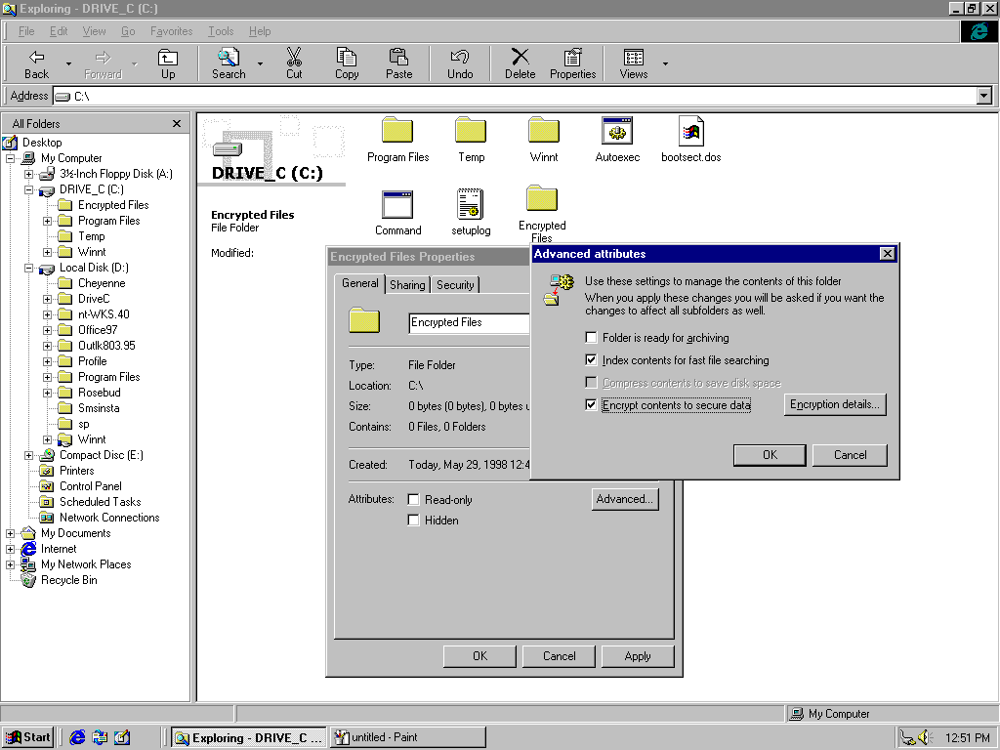 Exploring - DRIVE_C (C:)
File Edit View Go Favorites Tools Help
Back Forward Up Search Cut Copy Paste Undo Delete Properties Views
Address C:\
All Folders
Desktop
My Computer
3½-Inch Floppy Disk (A:)
DRIVE_C (C:)
Encrypted Files
Program Files
Temp
Winnt
Local Disk (D:)
Cheyenne
DriveC
nt-WKS.40
Office97
Outlk803.95
Profile
Program Files
Rosebud
Smsinsta
sp
Winnt
Compact Disc (E:)
Printers
Control Panel
Scheduled Tasks
Network Connections
My Documents
Internet
My Network Places
Recycle Bin
DRIVE_C (C:)
Encrypted Files
File Folder
Modified:
Program Files Temp Winnt Autoexec bootsect.dos
Command setuplog Encrypted
Files
Encrypted Files Properties
General Sharing Security
Encrypted Files
Type: File Folder
Location: C:\
Size: 0 bytes (0 bytes), 0 bytes u
Contains: 0 Files, 0 Folders
Created: Today, May 29, 1998 12:4
Attributes: Read-only Advanced...
Hidden
OK Cancel Apply
Advanced attributes
Use these settings to manage the contents of this folder
When you apply these changes you will be asked if you want the
changes to affect all subfolders as well.
Folder is ready for archiving
Index contents for fast file searching
Compress contents to save disk space
Encrypt contents to secure data Encryption details...
OK Cancel
My Computer
Start Exploring - DRIVE_C ... untitled - Paint 12:51 PM